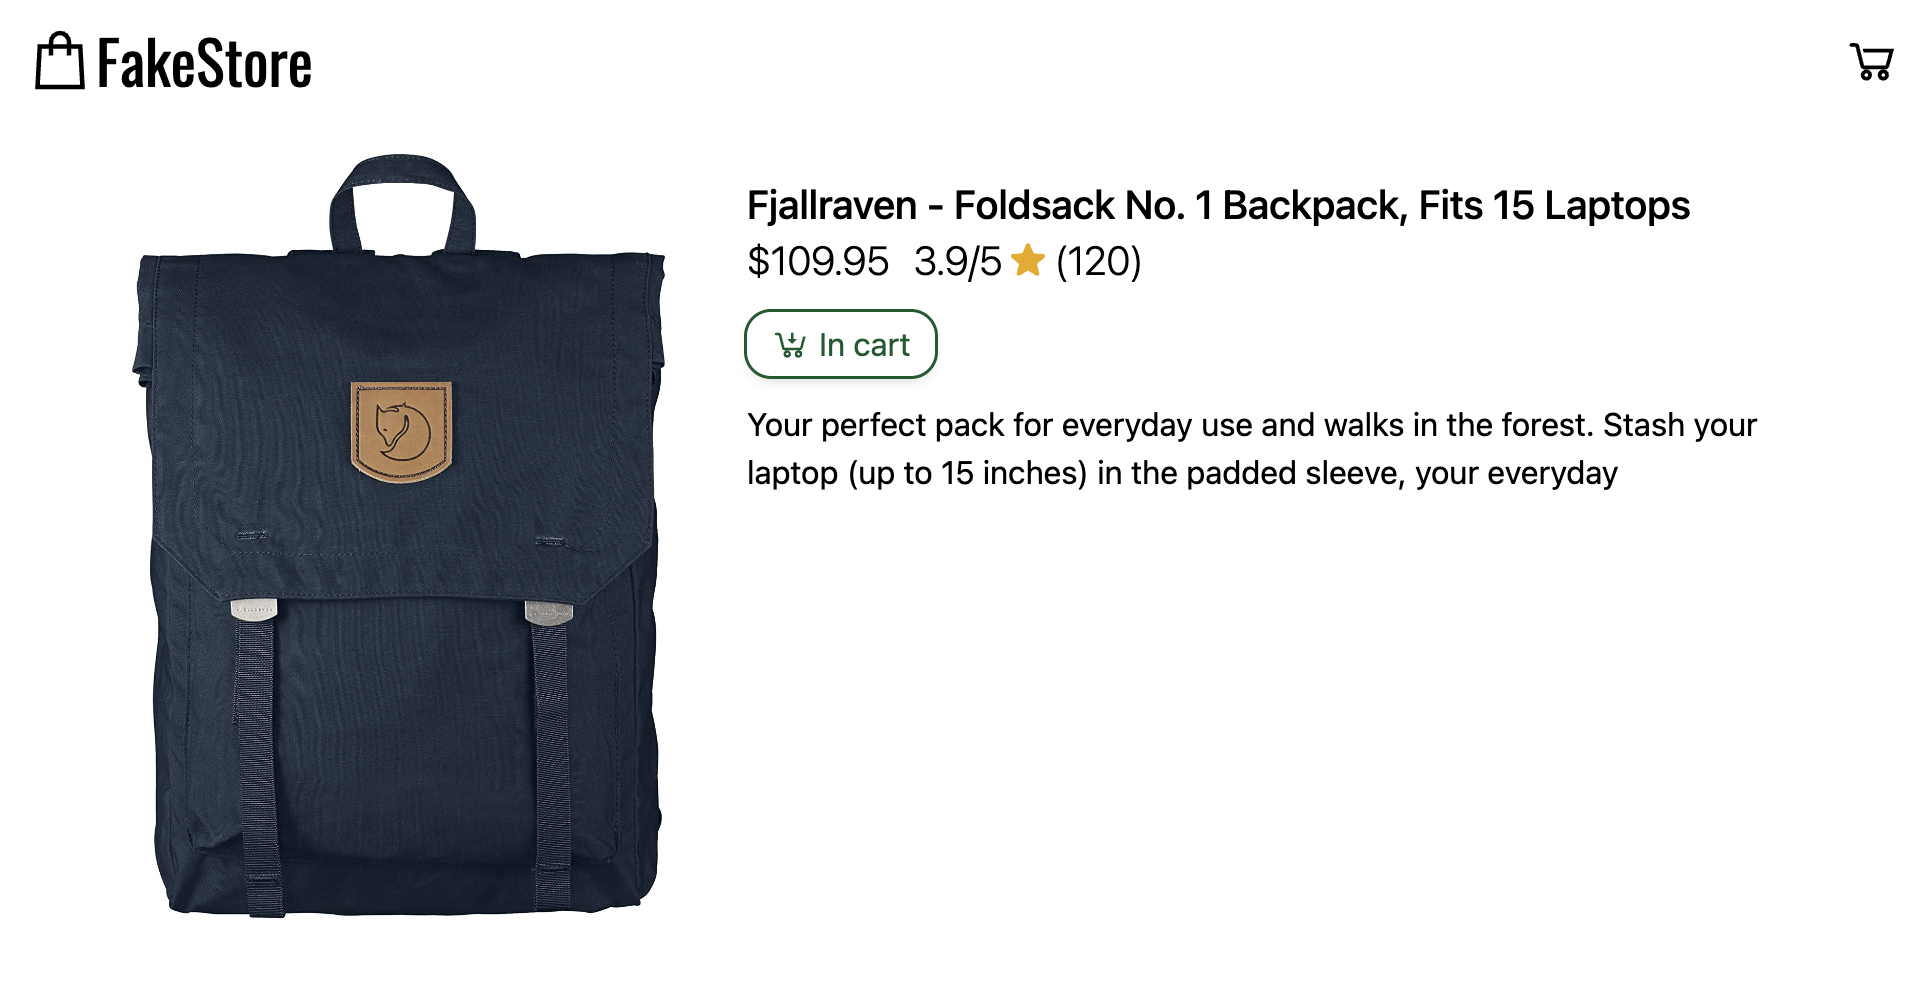 FakeStore
Fjallraven - Foldsack No. 1 Backpack, Fits 15 Laptops
$109.95 3.9/5 (120)
In cart
Your perfect pack for everyday use and walks in the forest. Stash your
laptop (up to 15 inches) in the padded sleeve, your everyday